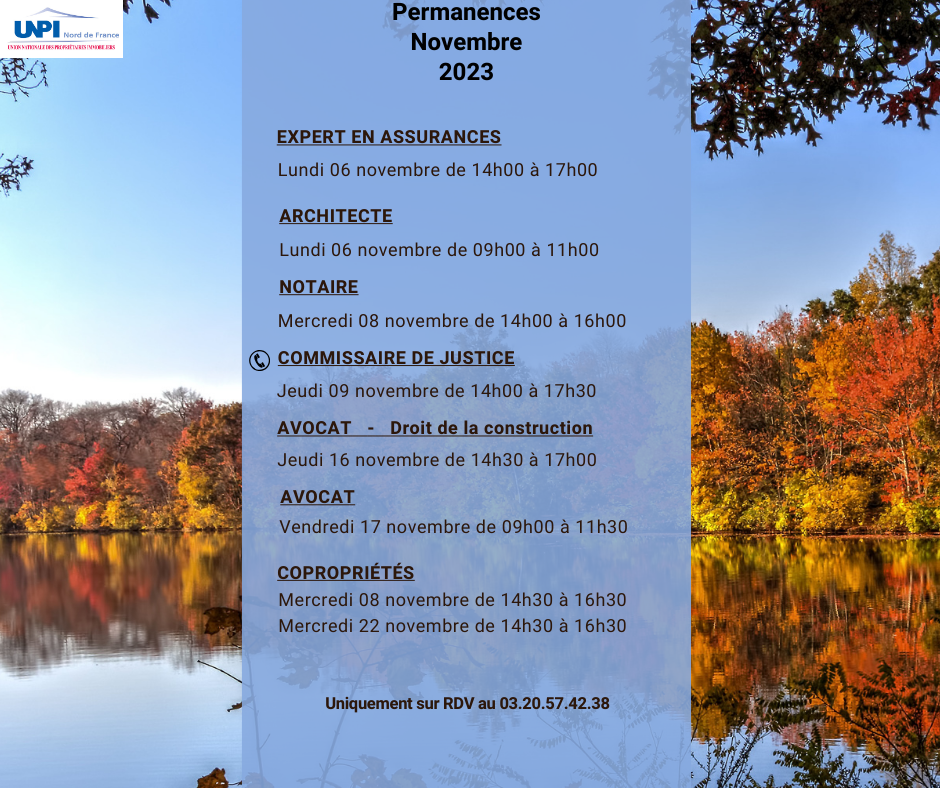 UNPI Nord de France
UNION NATIONALE DES PROPRIÉTAIRES IMMOBILIERS
Permanences
Novembre
2023
EXPERT EN ASSURANCES
Lundi 06 novembre de 14h00 à 17h00
ARCHITECTE
Lundi 06 novembre de 09h00 à 11h00
NOTAIRE
Mercredi 08 novembre de 14h00 à 16h00
COMMISSAIRE DE JUSTICE
Jeudi 09 novembre de 14h00 à 17h30
AVOCAT - Droit de la construction
Jeudi 16 novembre de 14h30 à 17h00
AVOCAT
Vendredi 17 novembre de 09h00 à 11h30
COPROPRIÉTÉS
Mercredi 08 novembre de 14h30 à 16h30
Mercredi 22 novembre de 14h30 à 16h30
Uniquement sur RDV au 03.20.57.42.38